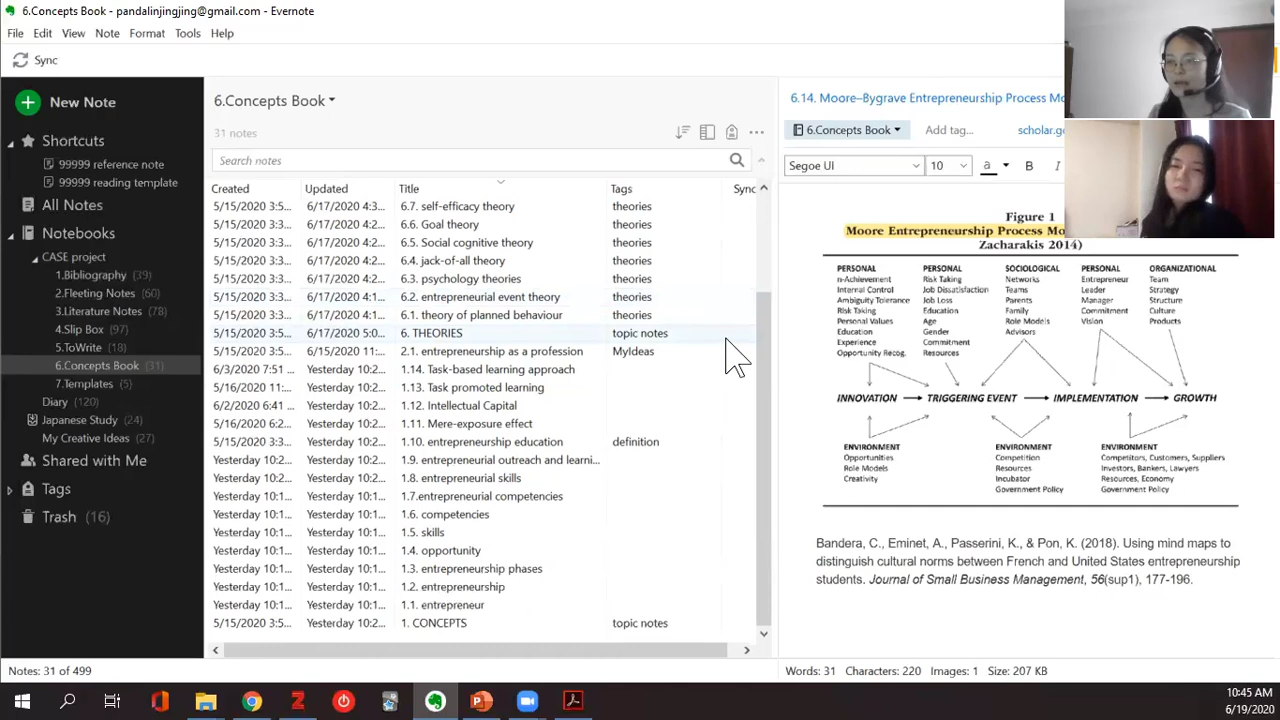 6.Concepts Book - pandalinjingjing@gmail.com - Evernote
File Edit View Note Format Tools Help
Sync
New Note
Shortcuts
99999 reference note
99999 reading template
All Notes
Notebooks
CASE project
1.Bibliography (39)
2.Fleeting Notes (60)
3.Literature Notes (78)
4.Slip Box (97)
5.ToWrite (18)
6.Concepts Book (31)
7.Templates (5)
Diary (120)
Japanese Study (24)
My Creative Ideas (27)
Shared with Me
Tags
Trash (16)
6.Concepts Book
31 notes
Search notes
Created Updated Title Tags Sync
5/15/2020 3:5... 6/17/2020 4:3... 6.7. self-efficacy theory theories
5/15/2020 3:3... 6/17/2020 4:2... 6.6. Goal theory theories
5/15/2020 3:3... 6/17/2020 4:2... 6.5. Social cognitive theory theories
5/15/2020 3:3... 6/17/2020 4:2... 6.4. jack-of-all theory theories
5/15/2020 3:3... 6/17/2020 4:2... 6.3. psychology theories theories
5/15/2020 3:3... 6/17/2020 4:1... 6.2. entrepreneurial event theory theories
5/15/2020 3:3... 6/17/2020 4:1... 6.1. theory of planned behaviour theories
5/15/2020 3:5... 6/15/2020 5:0... 6. THEORIES topic notes
5/15/2020 3:5... 6/15/2020 11:... 2.1. entrepreneurship as a profession MyIdeas
6/3/2020 7:51 ... Yesterday 10:2... 1.14. Task-based learning approach
5/16/2020 11:... Yesterday 10:2... 1.13. Task promoted learning
6/2/2020 6:41 ... Yesterday 10:2... 1.12. Intellectual Capital
5/16/2020 6:2... Yesterday 10:2... 1.11. Mere-exposure effect
5/15/2020 3:3... Yesterday 10:2... 1.10. entrepreneurship education definition
Yesterday 10:2... Yesterday 10:2... 1.9. entrepreneurial outreach and learni...
Yesterday 10:2... Yesterday 10:2... 1.8. entrepreneurial skills
Yesterday 10:1... Yesterday 10:2... 1.7.entrepreneurial competencies
Yesterday 10:1... Yesterday 10:1... 1.6. competencies
Yesterday 10:1... Yesterday 10:1... 1.5. skills
Yesterday 10:1... Yesterday 10:1... 1.4. opportunity
Yesterday 10:1... Yesterday 10:1... 1.3. entrepreneurship phases
Yesterday 10:1... Yesterday 10:1... 1.2. entrepreneurship
Yesterday 10:1... Yesterday 10:1... 1.1. entrepreneur
5/15/2020 3:5... Yesterday 10:2... 1. CONCEPTS topic notes
Notes: 31 of 499
6.14. Moore–Bygrave Entrepreneurship Process Mo
6.Concepts Book Add tag... scholar.go
Segoe UI 10 a B I
Figure 1
Moore Entrepreneurship Process Mo
Zacharakis 2014)
PERSONAL PERSONAL SOCIOLOGICAL PERSONAL ORGANIZATIONAL
n-Achievement Risk Taking Networks Entrepreneur Team
Internal Control Job Dissatisfaction Teams Leader Strategy
Ambiguity Tolerance Job Loss Parents Manager Structure
Risk Taking Education Family Commitment Culture
Personal Values Age Role Models Vision Products
Education Gender Advisors
Experience Commitment
Opportunity Recog. Resources
INNOVATION TRIGGERING EVENT IMPLEMENTATION GROWTH
ENVIRONMENT ENVIRONMENT ENVIRONMENT
Opportunities Competition Competitors, Customers, Suppliers
Role Models Resources Investors, Bankers, Lawyers
Creativity Incubator Resources, Economy
Government Policy Government Policy
Bandera, C., Eminet, A., Passerini, K., & Pon, K. (2018). Using mind maps to
distinguish cultural norms between French and United States entrepreneurship
students. Journal of Small Business Management, 56(sup1), 177-196.
Words: 31 Characters: 220 Images: 1 Size: 207 KB
10:45 AM
6/19/2020